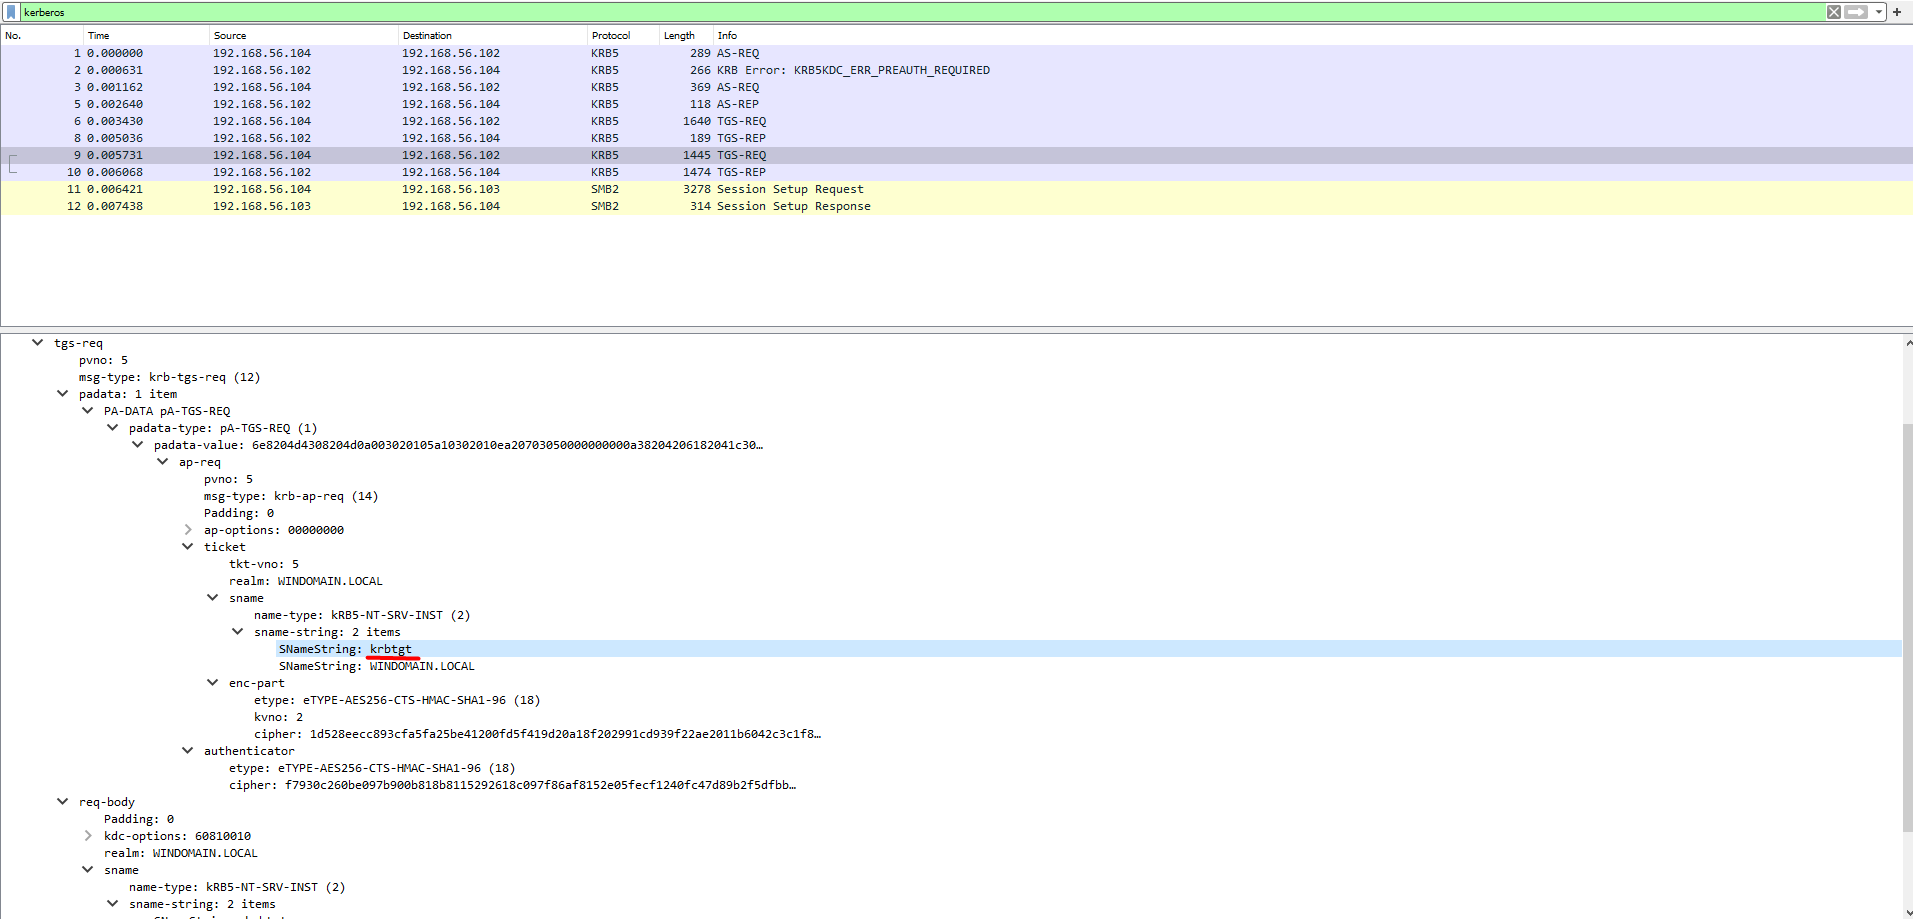 kerberos
No. Time Source Destination Protocol Length Info
1 0.000000 192.168.56.104 192.168.56.102 KRB5 289 AS-REQ
2 0.000631 192.168.56.102 192.168.56.104 KRB5 266 KRB Error: KRB5KDC_ERR_PREAUTH_REQUIRED
3 0.001162 192.168.56.104 192.168.56.102 KRB5 369 AS-REQ
5 0.002640 192.168.56.102 192.168.56.104 KRB5 118 AS-REP
6 0.003430 192.168.56.104 192.168.56.102 KRB5 1640 TGS-REQ
8 0.005036 192.168.56.102 192.168.56.104 KRB5 189 TGS-REP
9 0.005731 192.168.56.104 192.168.56.102 KRB5 1445 TGS-REQ
10 0.006068 192.168.56.102 192.168.56.104 KRB5 1474 TGS-REP
11 0.006421 192.168.56.104 192.168.56.103 SMB2 3278 Session Setup Request
12 0.007438 192.168.56.103 192.168.56.104 SMB2 314 Session Setup Response
tgs-req
pvno: 5
msg-type: krb-tgs-req (12)
padata: 1 item
PA-DATA pA-TGS-REQ
padata-type: pA-TGS-REQ (1)
padata-value: 6e8204d4308204d0a003020105a10302010ea20703050000000000a38204206182041c30…
ap-req
pvno: 5
msg-type: krb-ap-req (14)
Padding: 0
ap-options: 00000000
ticket
tkt-vno: 5
realm: WINDOMAIN.LOCAL
sname
name-type: kRB5-NT-SRV-INST (2)
sname-string: 2 items
SNameString: krbtgt
SNameString: WINDOMAIN.LOCAL
enc-part
etype: eTYPE-AES256-CTS-HMAC-SHA1-96 (18)
kvno: 2
cipher: 1d528eecc893cfa5fa25be41200fd5f419d20a18f202991cd939f22ae2011b6042c3c1f8…
authenticator
etype: eTYPE-AES256-CTS-HMAC-SHA1-96 (18)
cipher: f7930c260be097b900b818b8115292618c097f86af8152e05fecf1240fc47d89b2f5dfbb…
req-body
Padding: 0
kdc-options: 60810010
realm: WINDOMAIN.LOCAL
sname
name-type: kRB5-NT-SRV-INST (2)
sname-string: 2 items